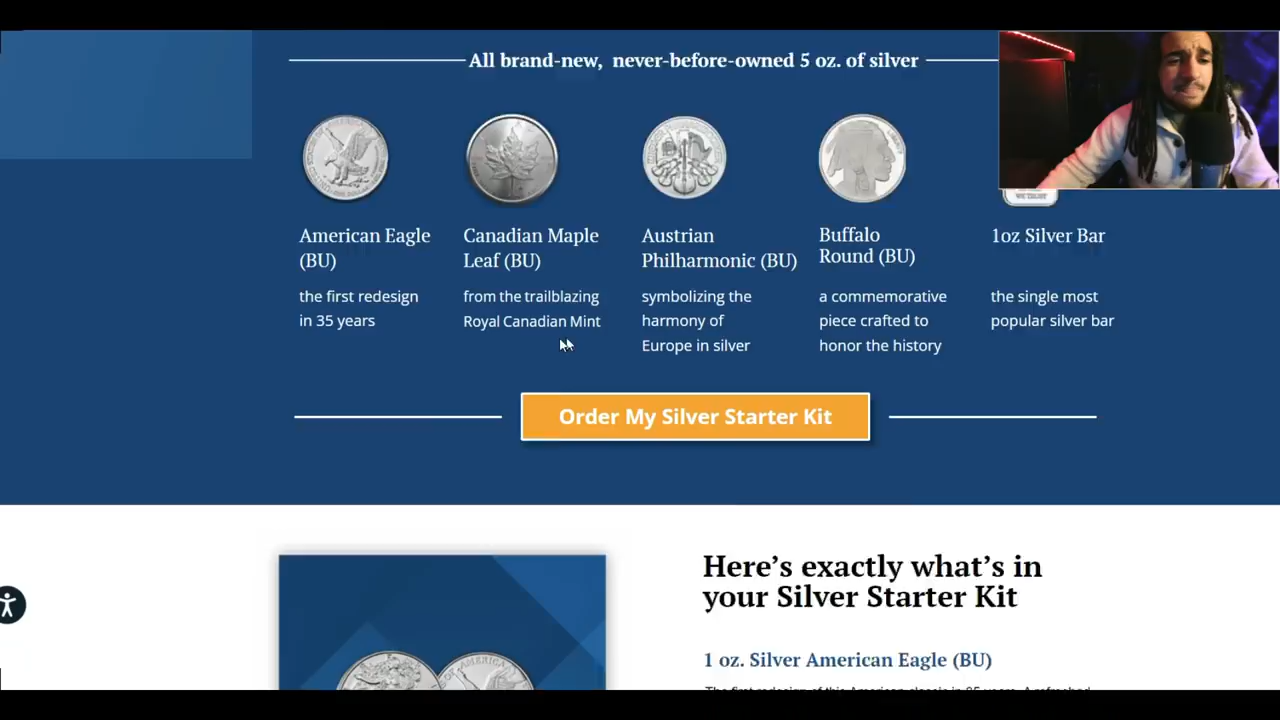 All brand-new, never-before-owned 5 oz. of silver
WE TRUST
American Eagle
(BU)
the first redesign
in 35 years
Canadian Maple
Leaf (BU)
from the trailblazing
Royal Canadian Mint
Austrian
Philharmonic (BU)
symbolizing the
harmony of
Europe in silver
Buffalo
Round (BU)
a commemorative
piece crafted to
honor the history
1oz Silver Bar
the single most
popular silver bar
Order My Silver Starter Kit
Here's exactly what's in
your Silver Starter Kit
1 oz. Silver American Eagle (BU)